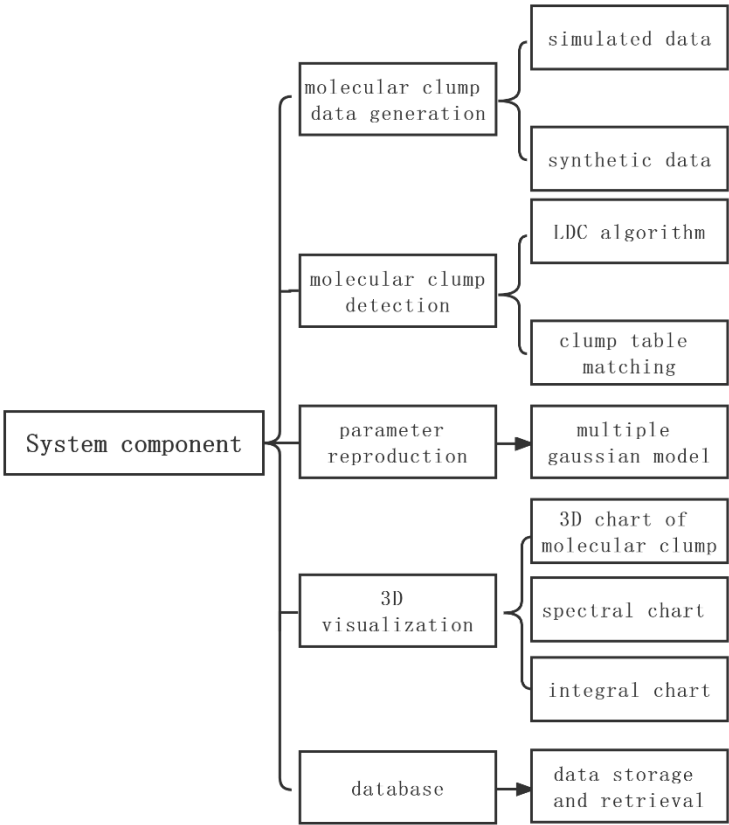 System component
molecular clump
data generation
simulated data
synthetic data
molecular clump
detection
LDC algorithm
clump table
matching
parameter
reproduction
multiple
gaussian model
3D
visualization
3D chart of
molecular clump
spectral chart
integral chart
database
data storage
and retrieval